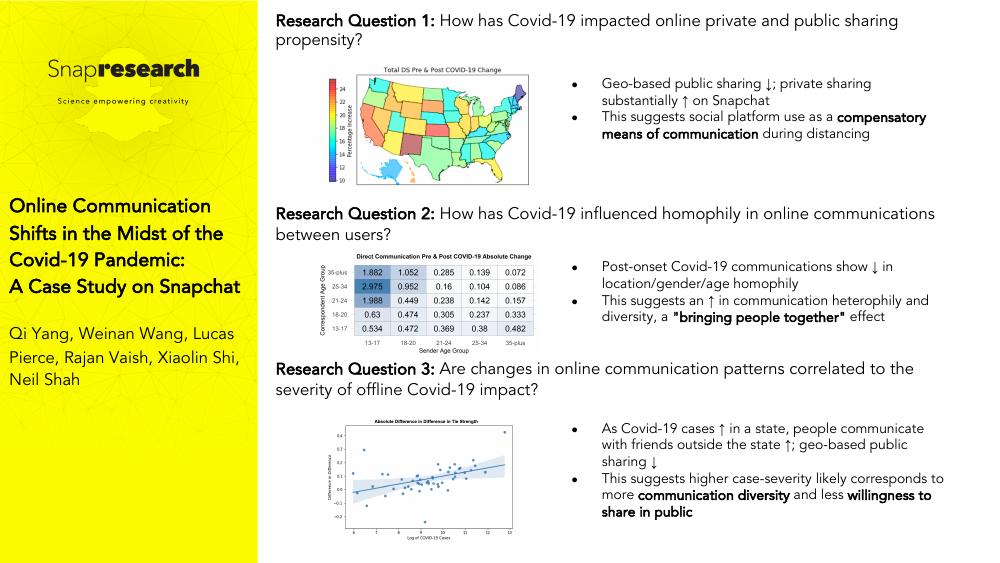 Snapresearch
Science empowering creativity
Online Communication
Shifts in the Midst of the
Covid-19 Pandemic:
A Case Study on Snapchat
Qi Yang, Weinan Wang, Lucas
Pierce, Rajan Vaish, Xiaolin Shi,
Neil Shah
Research Question 1: How has Covid-19 impacted online private and public sharing
propensity?
Total DS Pre & Post COVID-19 Change
24
22
20
18
16
14
12
10
Percentage Increase
• Geo-based public sharing ↓; private sharing
substantially ↑ on Snapchat
• This suggests social platform use as a compensatory
means of communication during distancing
Research Question 2: How has Covid-19 influenced homophily in online communications
between users?
Direct Communication Pre & Post COVID-19 Absolute Change
Correspondent Age Group
35-plus 1.882 1.052 0.285 0.139 0.072
25-34 2.975 0.952 0.16 0.104 0.086
21-24 1.988 0.449 0.238 0.142 0.157
18-20 0.63 0.474 0.305 0.237 0.333
13-17 0.534 0.472 0.369 0.38 0.482
13-17 18-20 21-24 25-34 35-plus
Sender Age Group
• Post-onset Covid-19 communications show ↓ in
location/gender/age homophily
• This suggests an ↑ in communication heterophily and
diversity, a "bringing people together" effect
Research Question 3: Are changes in online communication patterns correlated to the
severity of offline Covid-19 impact?
Absolute Difference in Difference in Tie Strength
Difference in Difference
0.4
0.3
0.2
0.1
0.0
−0.1
−0.2
6 7 8 9 10 11 12 13
Log of COVID-19 Cases
• As Covid-19 cases ↑ in a state, people communicate
with friends outside the state ↑; geo-based public
sharing ↓
• This suggests higher case-severity likely corresponds to
more communication diversity and less willingness to
share in public